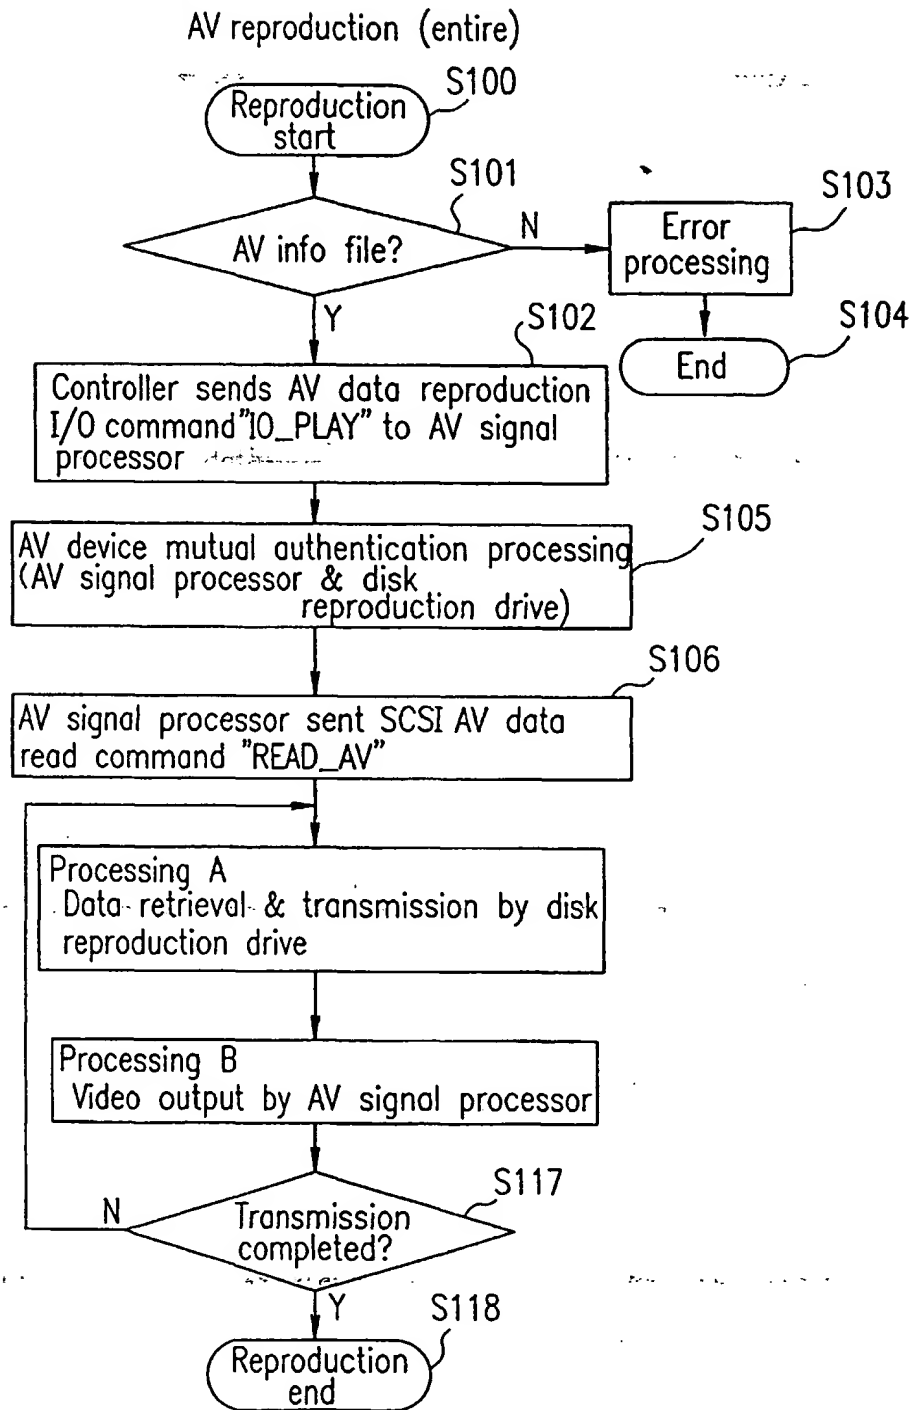 AV reproduction (entire)
S100
Reproduction
start
S101
AV info file?
N
S103
Error
processing
Y
S104
End
S102
Controller sends AV data reproduction
I/O command"IO_PLAY" to AV signal
processor
S105
AV device mutual authentication processing
(AV signal processor & disk
reproduction drive)
S106
AV signal processor sent SCSI AV data
read command "READ_AV"
Processing A
Data retrieval & transmission by disk
reproduction drive
Processing B
Video output by AV signal processor
S117
N
Transmission
completed?
Y
S118
Reproduction
end